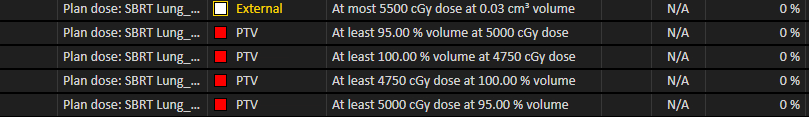 Plan dose: SBRT Lung_... External At most 5500 cGy dose at 0.03 cm³ volume N/A 0 %
Plan dose: SBRT Lung_... PTV At least 95.00 % volume at 5000 cGy dose N/A 0 %
Plan dose: SBRT Lung_... PTV At least 100.00 % volume at 4750 cGy dose N/A 0 %
Plan dose: SBRT Lung_... PTV At least 4750 cGy dose at 100.00 % volume N/A 0 %
Plan dose: SBRT Lung_... PTV At least 5000 cGy dose at 95.00 % volume N/A 0 %